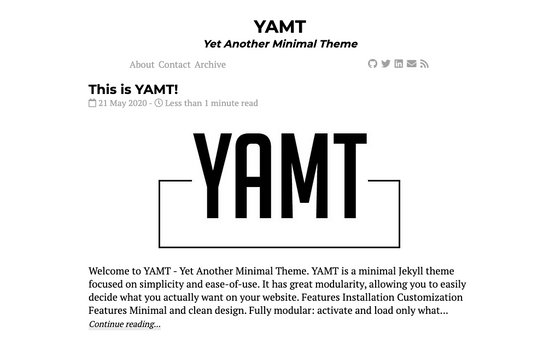 YAMT
Yet Another Minimal Theme
About Contact Archive
This is YAMT!
21 May 2020 - Less than 1 minute read
YAMT
Welcome to YAMT - Yet Another Minimal Theme. YAMT is a minimal Jekyll theme
focused on simplicity and ease-of-use. It has great modularity, allowing you to easily
decide what you actually want on your website. Features Installation Customization
Features Minimal and clean design. Fully modular: activate and load only what...
Continue reading...